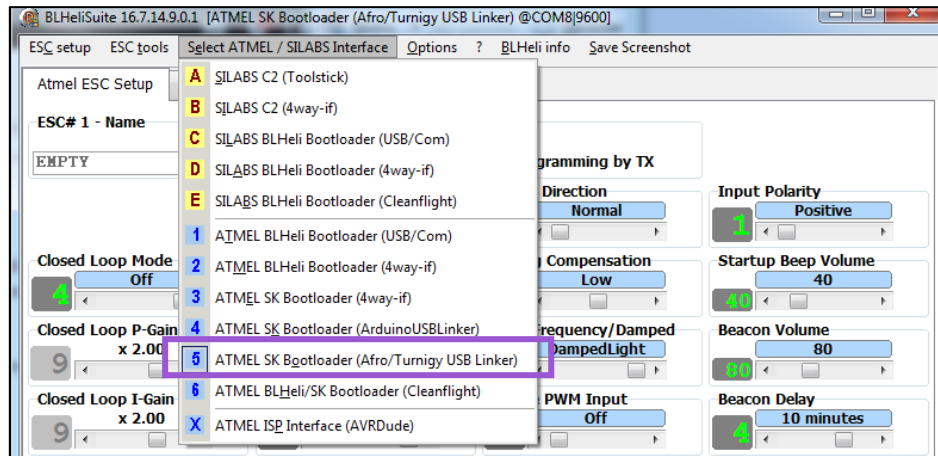 BLHeliSuite 16.7.14.9.0.1 [ATMEL SK Bootloader (Afro/Turnigy USB Linker) @COM8|9600]
ESC setup ESC tools Select ATMEL / SILABS Interface Options ? BLHeli info Save Screenshot
Atmel ESC Setup
A SILABS C2 (Toolstick)
B SILABS C2 (4way-if)
C SILABS BLHeli Bootloader (USB/Com)
D SILABS BLHeli Bootloader (4way-if)
E SILABS BLHeli Bootloader (Cleanflight)
1 ATMEL BLHeli Bootloader (USB/Com)
2 ATMEL BLHeli Bootloader (4way-if)
3 ATMEL SK Bootloader (4way-if)
4 ATMEL SK Bootloader (ArduinoUSBLinker)
5 ATMEL SK Bootloader (Afro/Turnigy USB Linker)
6 ATMEL BLHeli/SK Bootloader (Cleanflight)
X ATMEL ISP Interface (AVRDude)
ESC# 1 - Name
EMPTY
gramming by TX
Direction
Normal
Input Polarity
Positive
1
Closed Loop Mode
Off
4
Compensation
Low
Startup Beep Volume
40
40
Closed Loop P-Gain
x 2.00
9
Frequency/Damped
DampedLight
Beacon Volume
80
80
Closed Loop I-Gain
x 2.00
9
PWM Input
Off
Beacon Delay
10 minutes
4